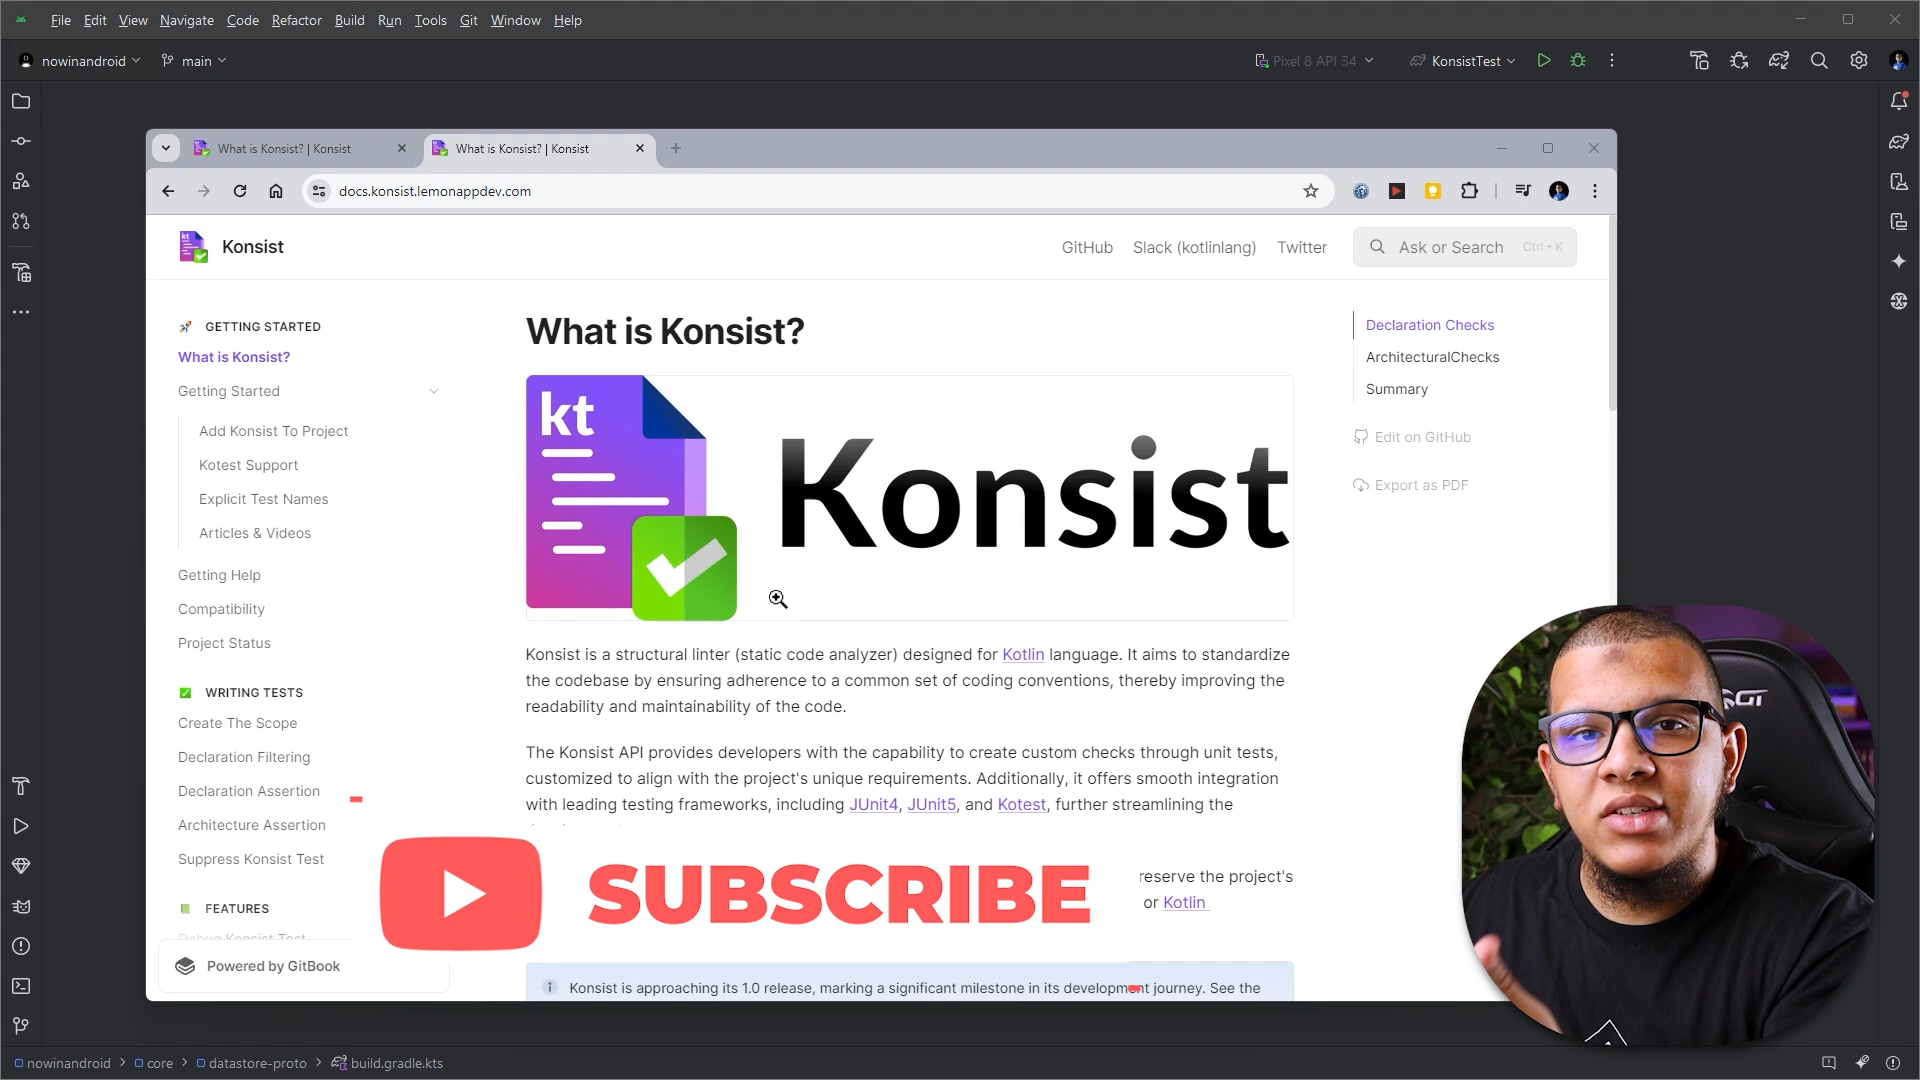 File Edit View Navigate Code Refactor Build Run Tools Git Window Help
nowinandroid main Pixel 8 API 34 KonsistTest
What is Konsist? | Konsist What is Konsist? | Konsist
docs.konsist.lemonappdev.com
kt Konsist GitHub Slack (kotlinlang) Twitter Ask or Search Ctrl + K
GETTING STARTED
What is Konsist?
Getting Started
Add Konsist To Project
Kotest Support
Explicit Test Names
Articles & Videos
Getting Help
Compatibility
Project Status
WRITING TESTS
Create The Scope
Declaration Filtering
Declaration Assertion
Architecture Assertion
Suppress Konsist Test
FEATURES
Debug Konsist Test
Powered by GitBook
What is Konsist?
kt
Konsist
Konsist is a structural linter (static code analyzer) designed for Kotlin language. It aims to standardize
the codebase by ensuring adherence to a common set of coding conventions, thereby improving the
readability and maintainability of the code.
The Konsist API provides developers with the capability to create custom checks through unit tests,
customized to align with the project's unique requirements. Additionally, it offers smooth integration
with leading testing frameworks, including JUnit4, JUnit5, and Kotest, further streamlining the
reserve the project's
or Kotlin
SUBSCRIBE
Konsist is approaching its 1.0 release, marking a significant milestone in its development journey. See the
Declaration Checks
ArchitecturalChecks
Summary
Edit on GitHub
Export as PDF
GT
nowinandroid > core > datastore-proto > build.gradle.kts